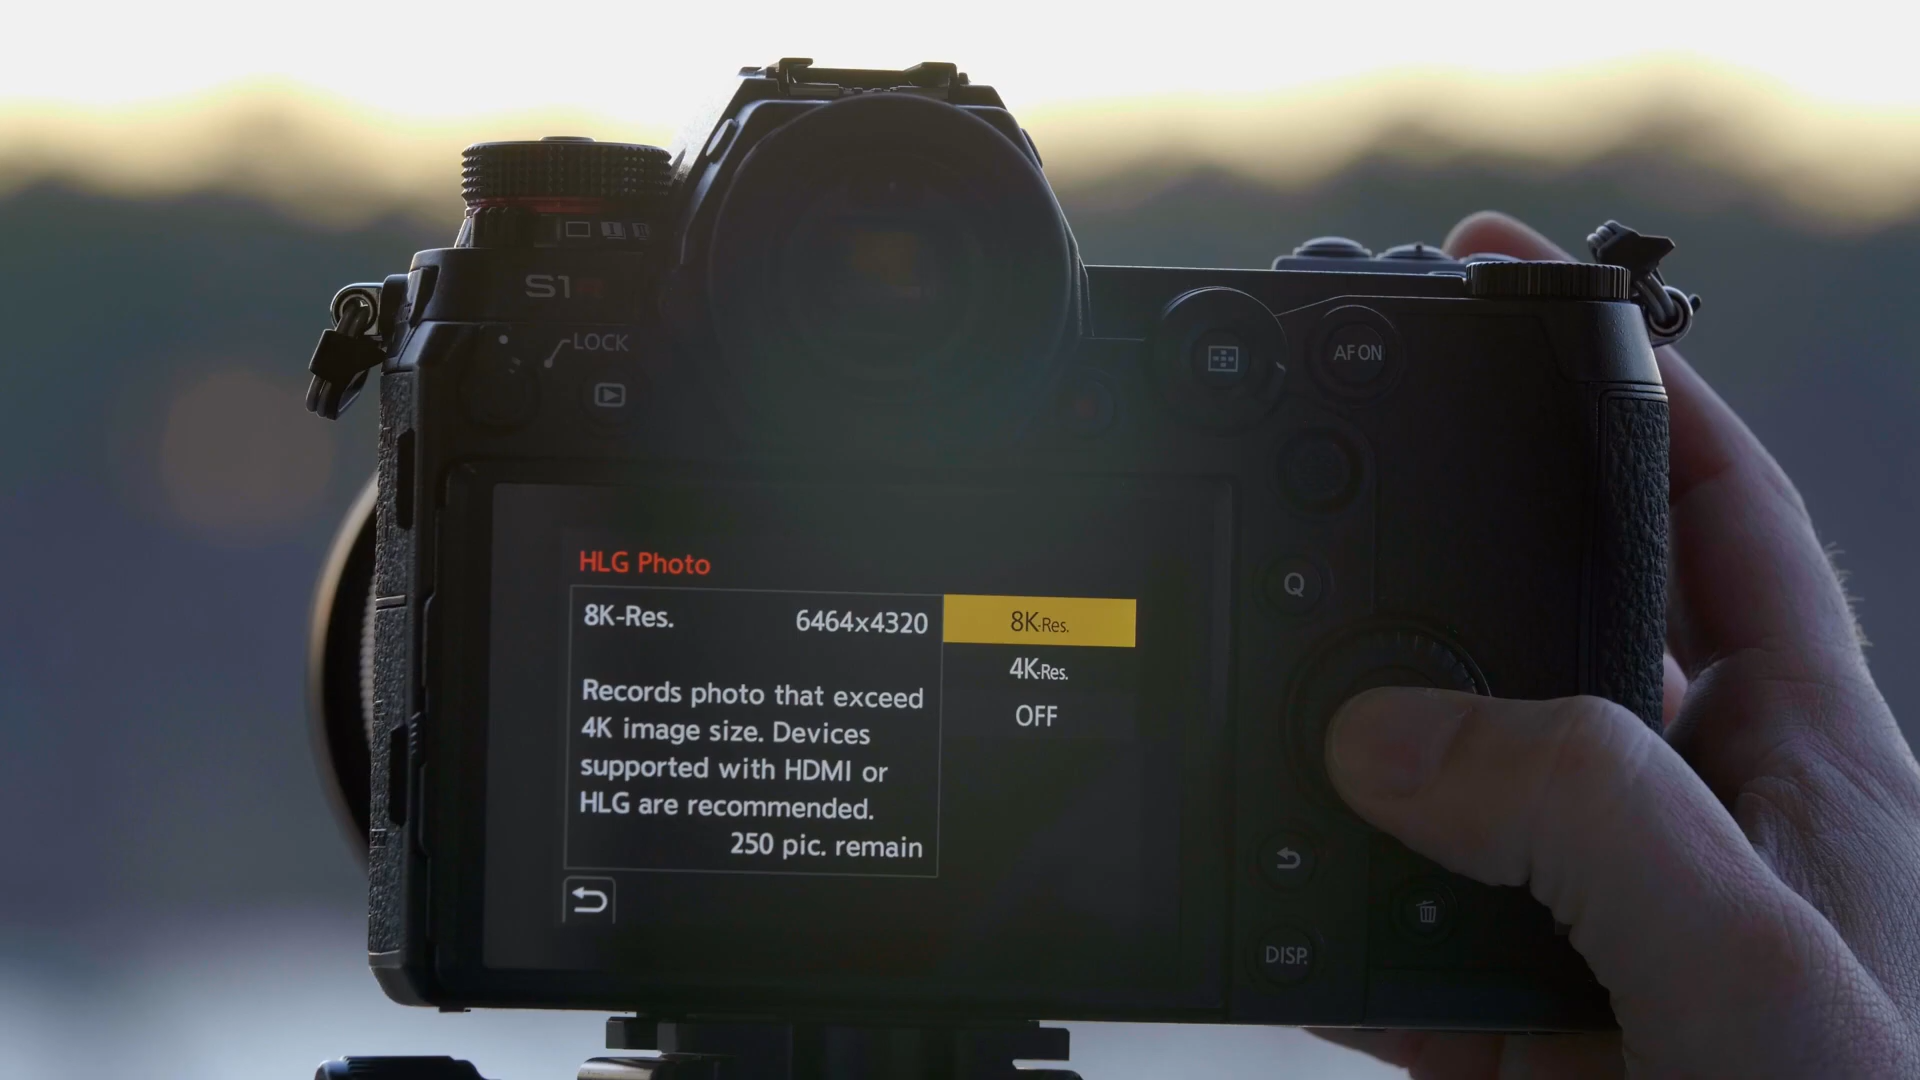 S1R
LOCK
AF ON
HLG Photo
8K-Res. 6464x4320
8K-Res.
4K-Res.
OFF
Records photo that exceed
4K image size. Devices
supported with HDMI or
HLG are recommended.
250 pic. remain
Q
DISP.